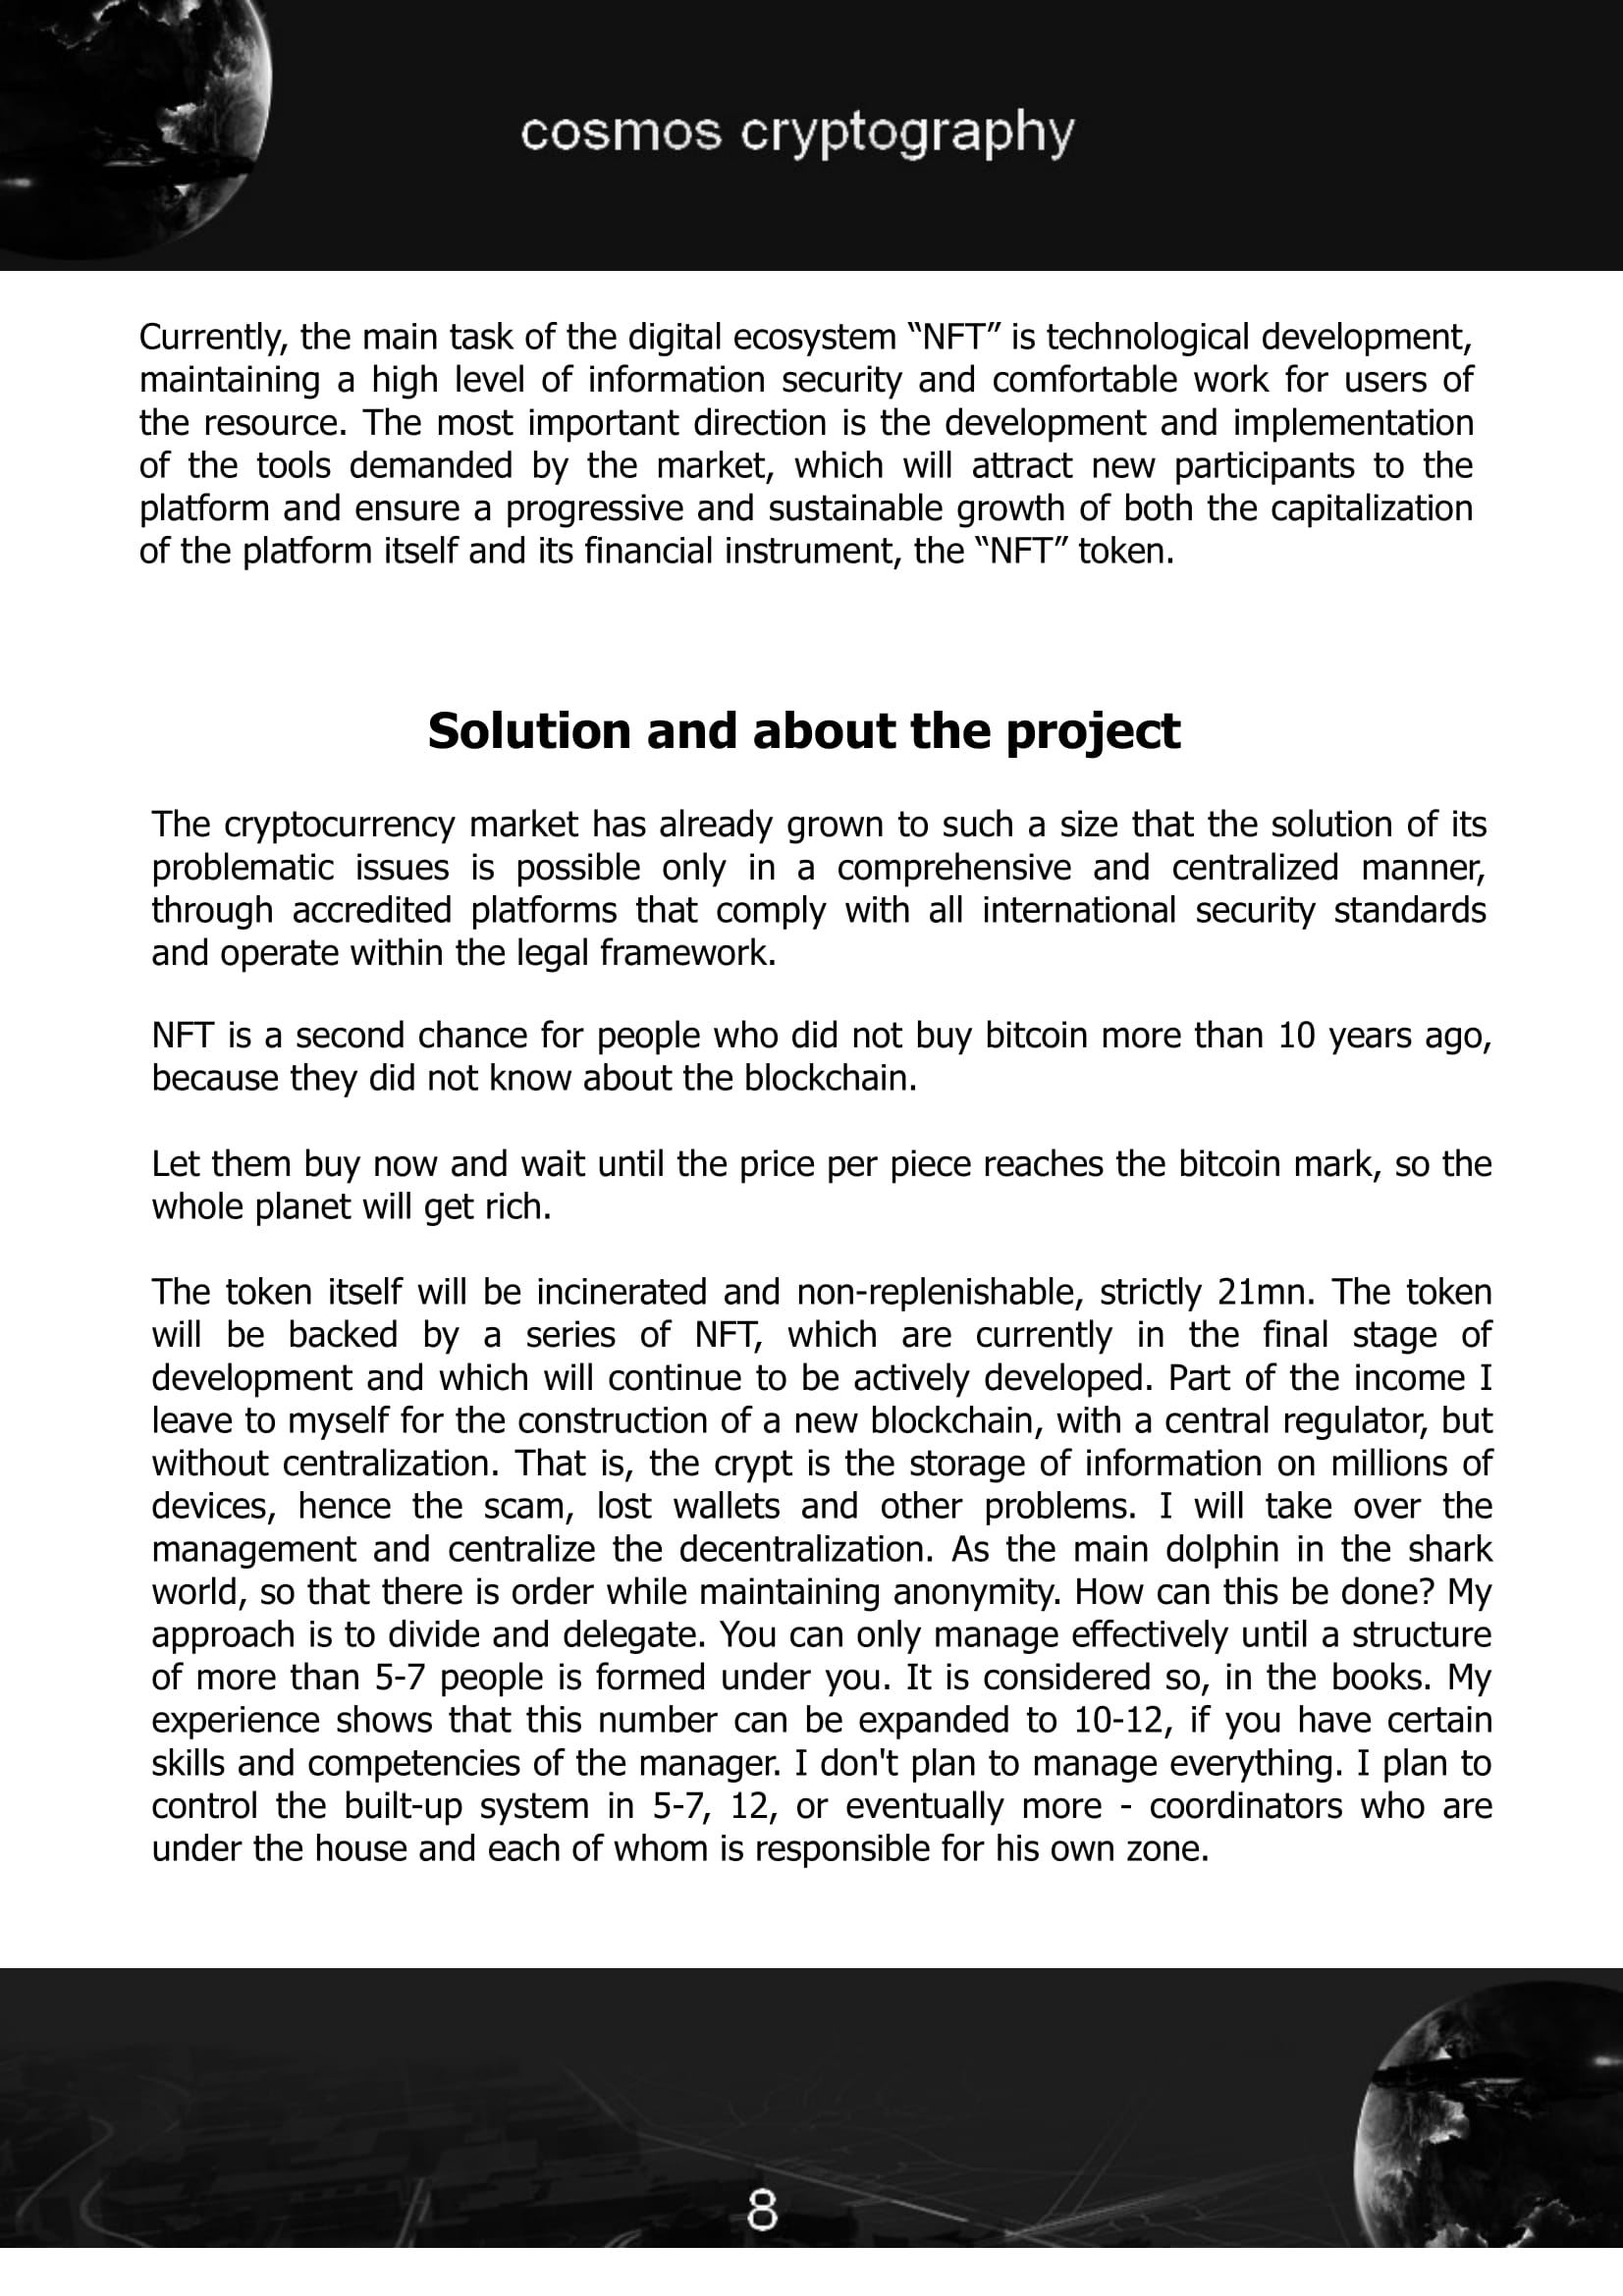 cosmos cryptography
Currently, the main task of the digital ecosystem “NFT” is technological development,
maintaining a high level of information security and comfortable work for users of
the resource. The most important direction is the development and implementation
of the tools demanded by the market, which will attract new participants to the
platform and ensure a progressive and sustainable growth of both the capitalization
of the platform itself and its financial instrument, the “NFT” token.
Solution and about the project
The cryptocurrency market has already grown to such a size that the solution of its
problematic issues is possible only in a comprehensive and centralized manner,
through accredited platforms that comply with all international security standards
and operate within the legal framework.
NFT is a second chance for people who did not buy bitcoin more than 10 years ago,
because they did not know about the blockchain.
Let them buy now and wait until the price per piece reaches the bitcoin mark, so the
whole planet will get rich.
The token itself will be incinerated and non-replenishable, strictly 21mn. The token
will be backed by a series of NFT, which are currently in the final stage of
development and which will continue to be actively developed. Part of the income I
leave to myself for the construction of a new blockchain, with a central regulator, but
without centralization. That is, the crypt is the storage of information on millions of
devices, hence the scam, lost wallets and other problems. I will take over the
management and centralize the decentralization. As the main dolphin in the shark
world, so that there is order while maintaining anonymity. How can this be done? My
approach is to divide and delegate. You can only manage effectively until a structure
of more than 5-7 people is formed under you. It is considered so, in the books. My
experience shows that this number can be expanded to 10-12, if you have certain
skills and competencies of the manager. I don't plan to manage everything. I plan to
control the built-up system in 5-7, 12, or eventually more - coordinators who are
under the house and each of whom is responsible for his own zone.
8